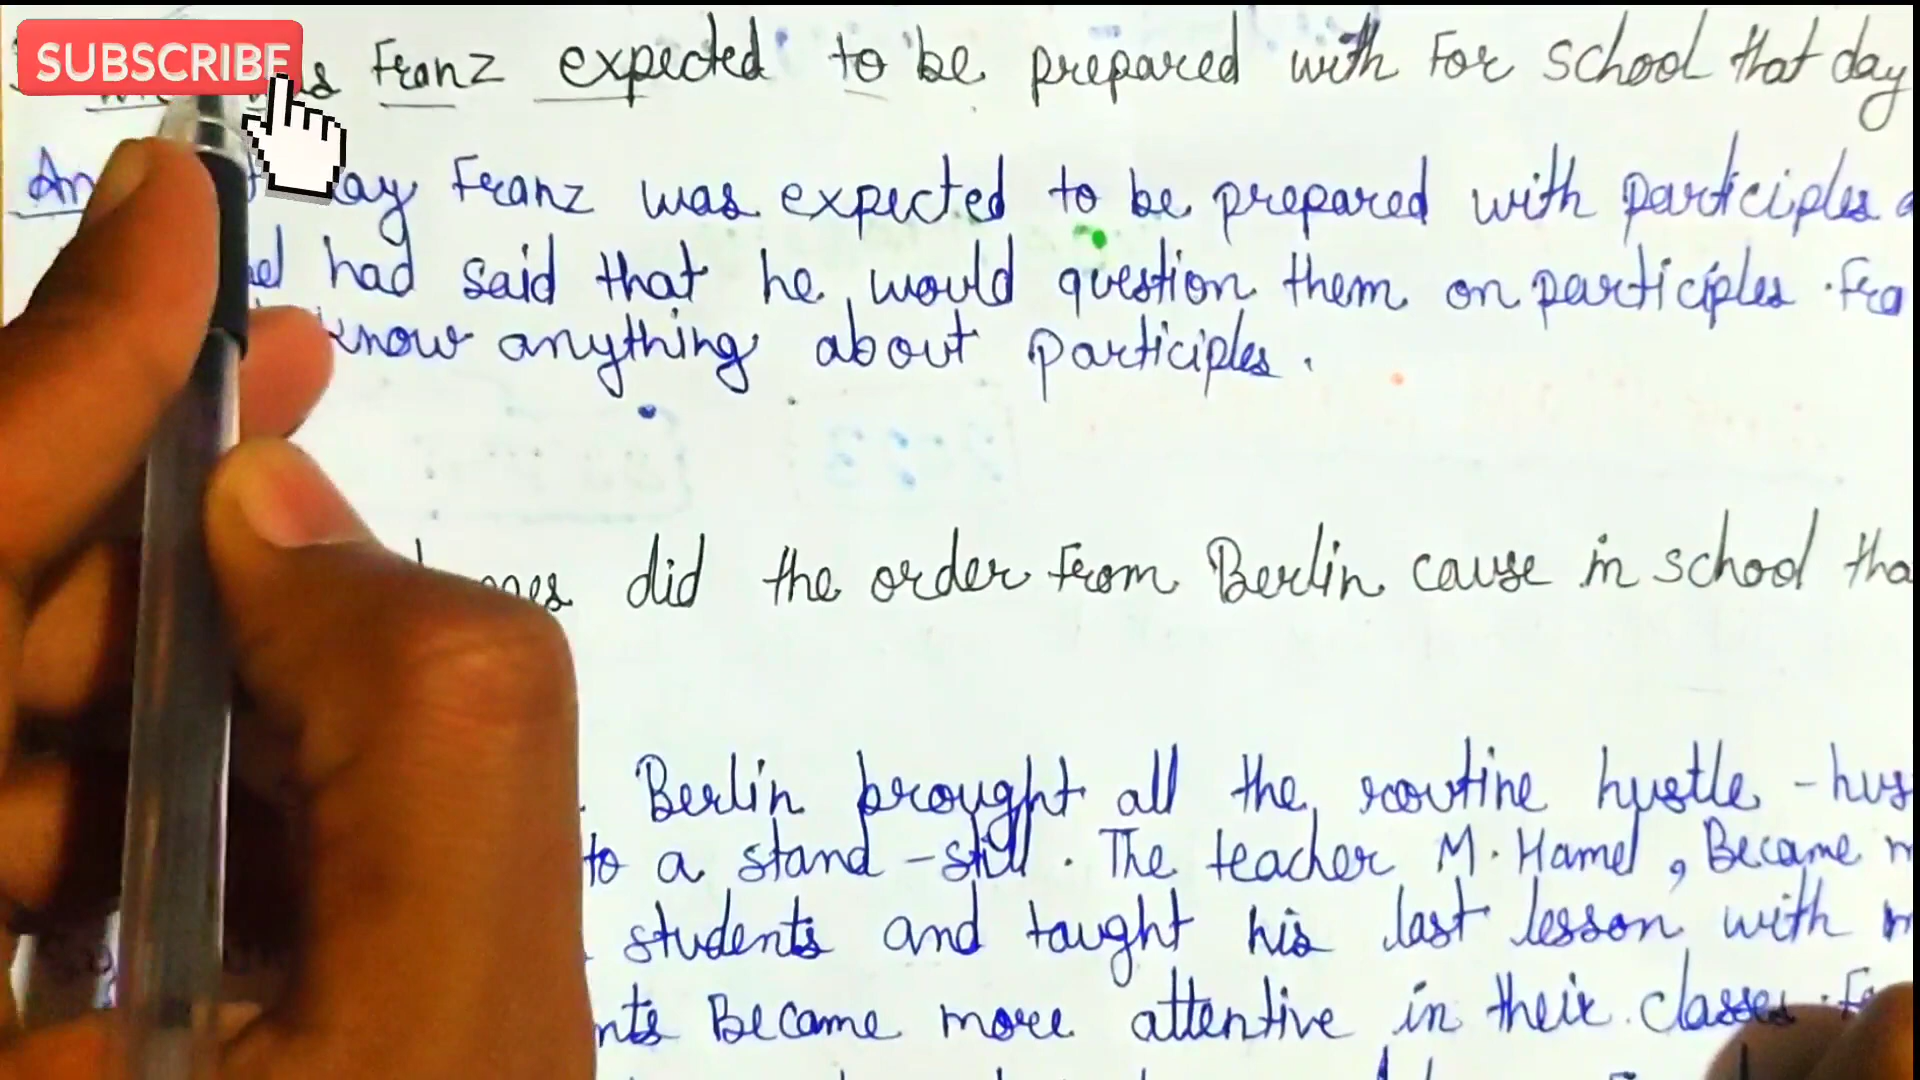 SUBSCRIBE
Franz expected to be prepared with For school that day
Franz was expected to be prepared with participles
had said that he would question them on participles. Fra
know anything about participles.
did the order From Berlin cause in school tha
Berlin brought all the routine hustle - hus
to a stand - still. The teacher M. Hamel, Became m
students and taught his last lesson with m
nts Became more attentive in their classes.